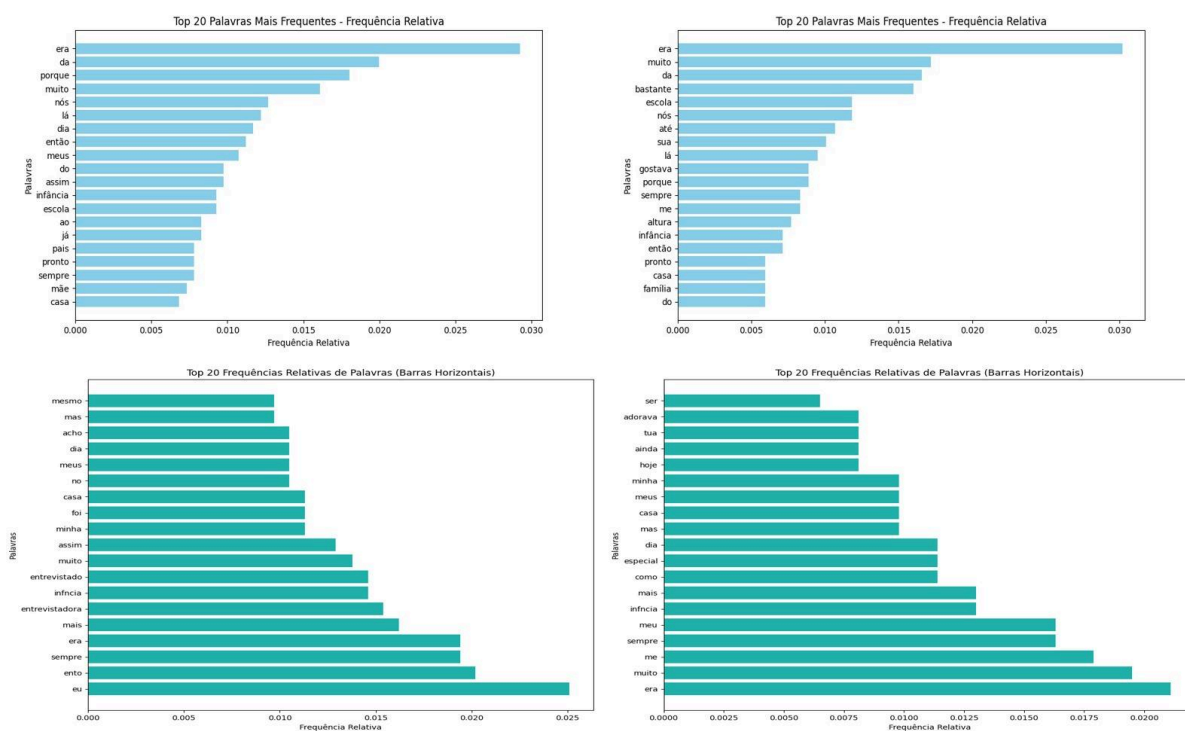 Top 20 Palavras Mais Frequentes - Frequência Relativa
era
da
porque
muito
nós
lá
dia
então
meus
do
assim
infância
escola
ao
já
pais
pronto
sempre
mãe
casa
Palavras
0.000 0.005 0.010 0.015 0.020 0.025 0.030
Frequência Relativa
Top 20 Palavras Mais Frequentes - Frequência Relativa
era
muito
da
bastante
escola
nós
até
sua
lá
gostava
porque
sempre
me
altura
infância
então
pronto
casa
família
do
Palavras
0.000 0.005 0.010 0.015 0.020 0.025 0.030
Frequência Relativa
Top 20 Frequências Relativas de Palavras (Barras Horizontais)
mesmo
mas
acho
dia
meus
no
casa
foi
minha
assim
muito
entrevistado
infncia
entrevistadora
mais
era
sempre
ento
eu
Palavras
0.000 0.005 0.010 0.015 0.020 0.025
Frequência Relativa
Top 20 Frequências Relativas de Palavras (Barras Horizontais)
ser
adorava
tua
ainda
hoje
minha
meus
casa
mas
dia
especial
como
mais
infncia
meu
sempre
me
muito
era
Palavras
0.0000 0.0025 0.0050 0.0075 0.0100 0.0125 0.0150 0.0175 0.0200
Frequência Relativa